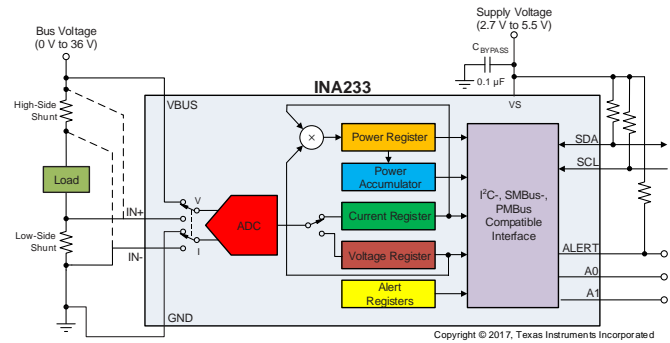 Bus Voltage
(0 V to 36 V)
Supply Voltage
(2.7 V to 5.5 V)
CBYPASS
0.1 µF
INA233
VBUS
VS
High-Side
Shunt
Load
Low-Side
Shunt
IN+
IN-
V
I
ADC
×
Power Register
Power
Accumulator
Current Register
Voltage Register
Alert
Registers
I²C-, SMBus-,
PMBus
Compatible
Interface
SDA
SCL
ALERT
A0
A1
GND
Copyright © 2017, Texas Instruments Incorporated